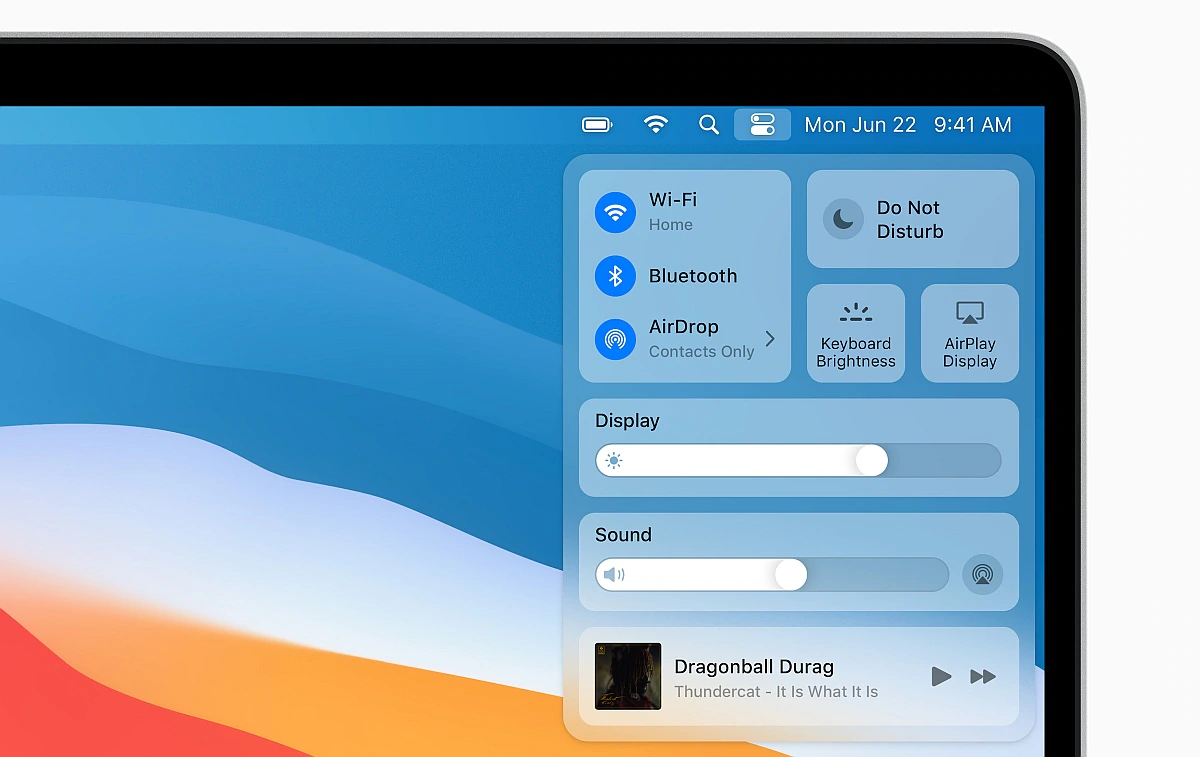 Mon Jun 22 9:41 AM
Wi-Fi
Home
Bluetooth
AirDrop
Contacts Only
Do Not
Disturb
Keyboard
Brightness
AirPlay
Display
Display
Sound
Dragonball Durag
Thundercat - It Is What It Is